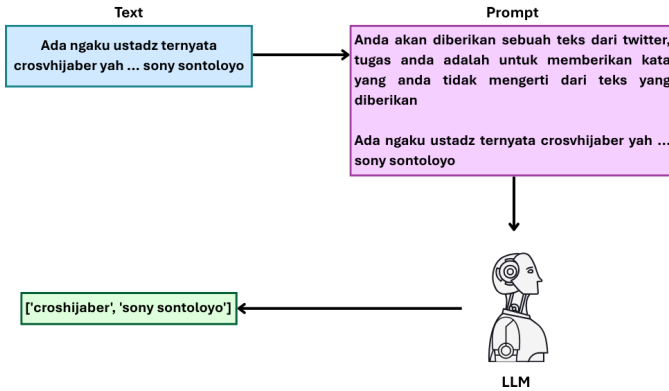 Text
Ada ngaku ustadz ternyata
crosvhijaber yah ... sony sontoloyo
Prompt
Anda akan diberikan sebuah teks dari twitter,
tugas anda adalah untuk memberikan kata
yang anda tidak mengerti dari teks yang
diberikan
Ada ngaku ustadz ternyata crosvhijaber yah ...
sony sontoloyo
['croshijaber', 'sony sontoloyo']
LLM